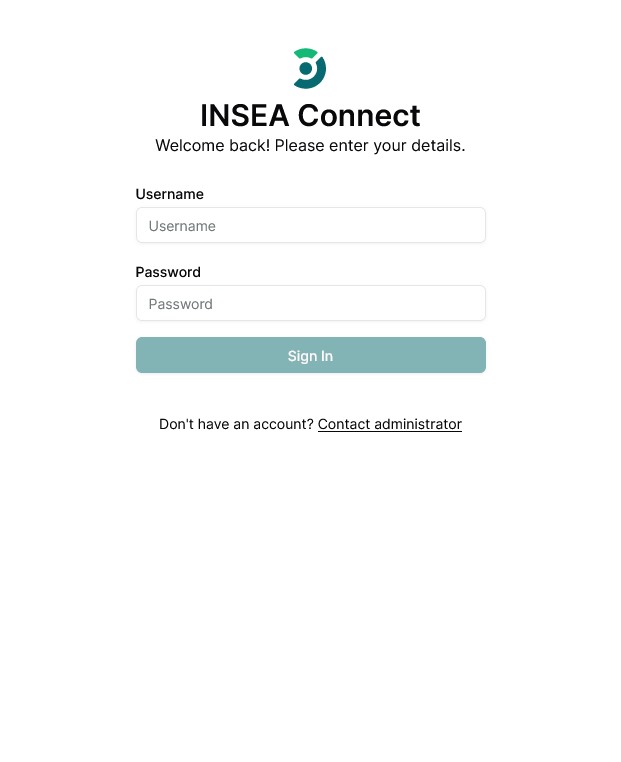 INSEA Connect
Welcome back! Please enter your details.
Username
Username
Password
Password
Sign In
Don't have an account? Contact administrator